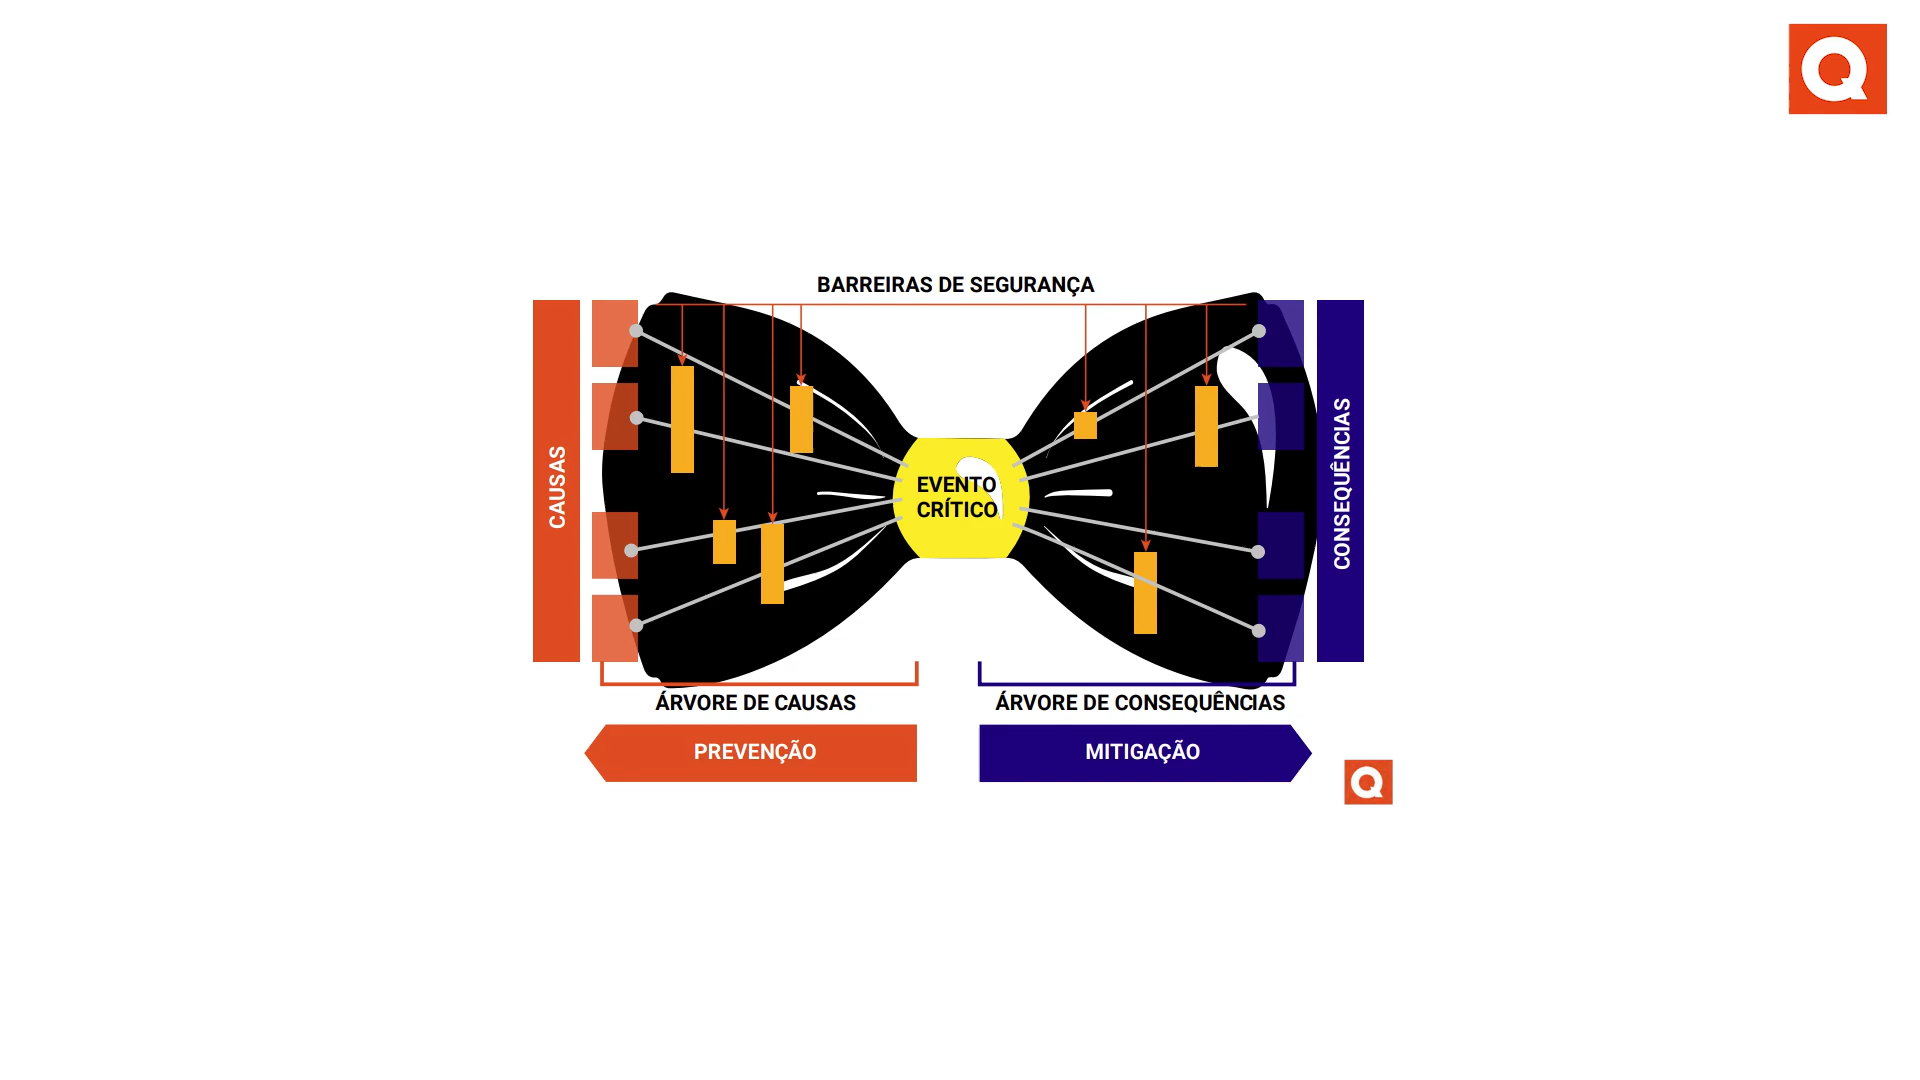 Q
BARREIRAS DE SEGURANÇA
CAUSAS
EVENTO
CRÍTICO
CONSEQUÊNCIAS
ÁRVORE DE CAUSAS
ÁRVORE DE CONSEQUÊNCIAS
PREVENÇÃO
MITIGAÇÃO
Q